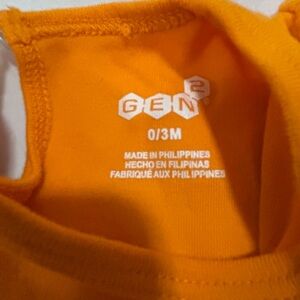 GEN2
0/3M
MADE IN PHILIPPINES
HECHO EN FILIPINAS
FABRIQUÉ AUX PHILIPPINES